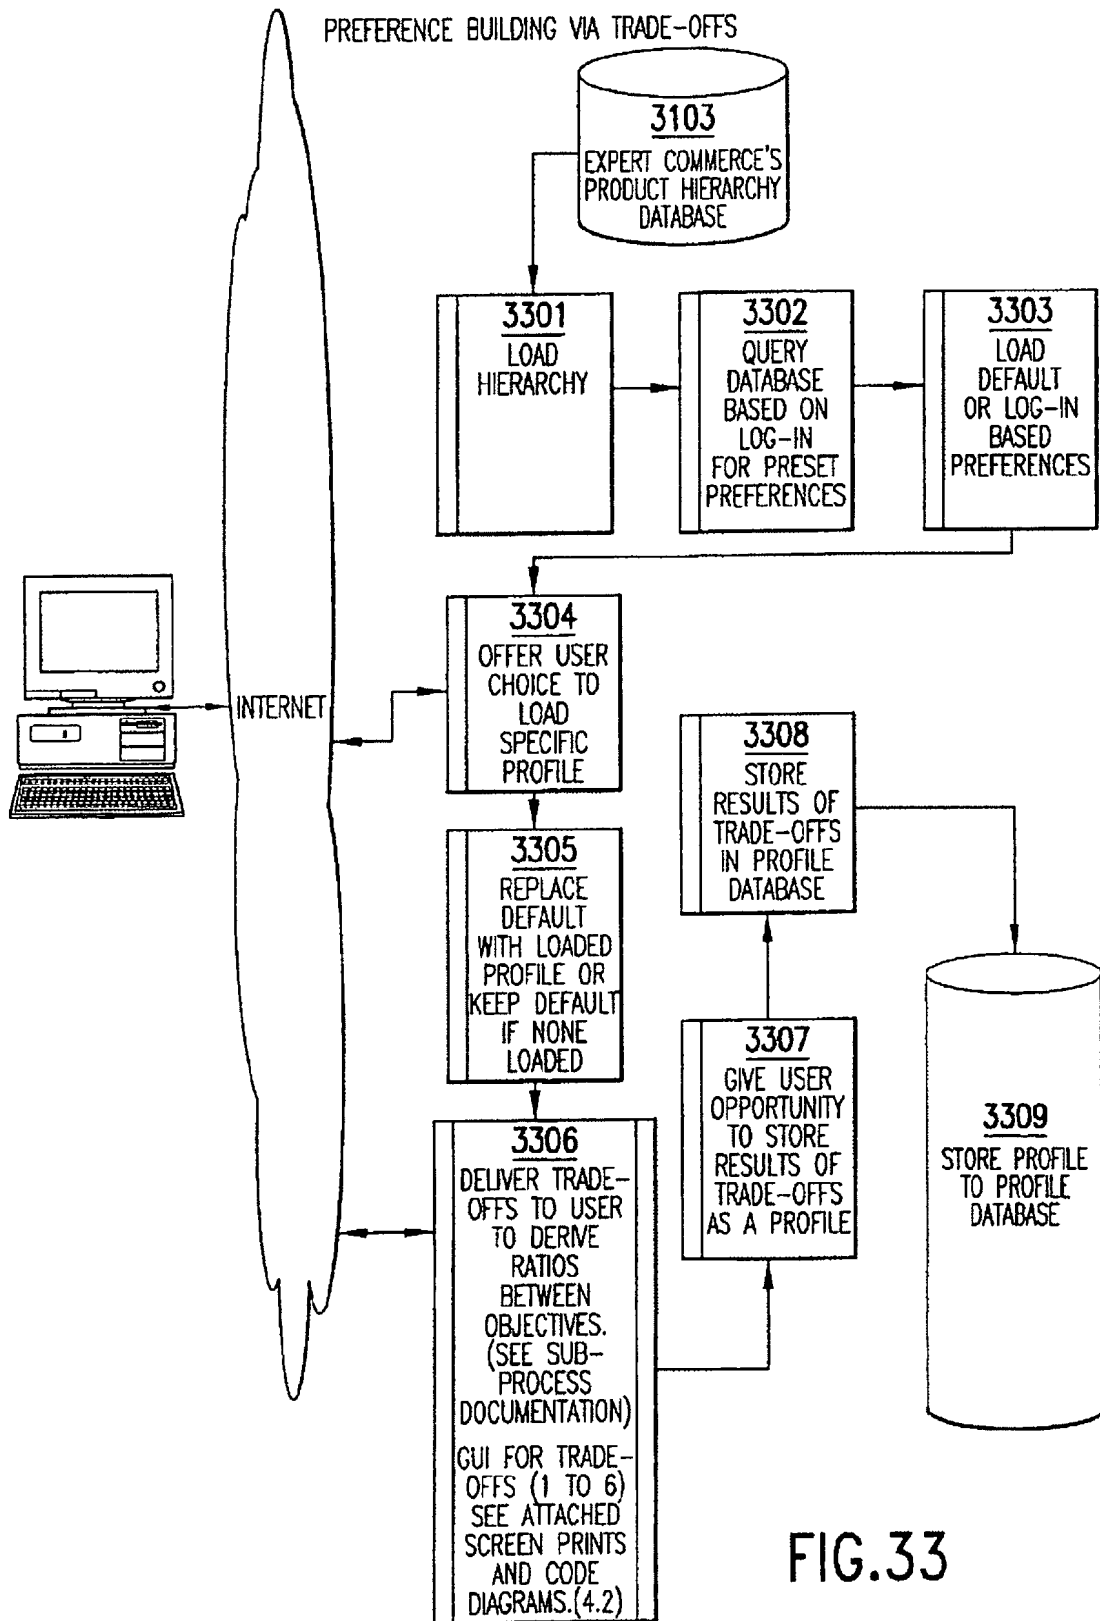 PREFERENCE BUILDING VIA TRADE-OFFS
3103
EXPERT COMMERCE'S
PRODUCT HIERARCHY
DATABASE
3301
LOAD
HIERARCHY
3302
QUERY
DATABASE
BASED ON
LOG-IN
FOR PRESET
PREFERENCES
3303
LOAD
DEFAULT
OR LOG-IN
BASED
PREFERENCES
INTERNET
3304
OFFER USER
CHOICE TO
LOAD
SPECIFIC
PROFILE
3305
REPLACE
DEFAULT
WITH LOADED
PROFILE OR
KEEP DEFAULT
IF NONE
LOADED
3306
DELIVER TRADE-
OFFS TO USER
TO DERIVE
RATIOS
BETWEEN
OBJECTIVES.
(SEE SUB-
PROCESS
DOCUMENTATION)
GUI FOR TRADE-
OFFS (1 TO 6)
SEE ATTACHED
SCREEN PRINTS
AND CODE
DIAGRAMS.(4.2)
3307
GIVE USER
OPPORTUNITY
TO STORE
RESULTS OF
TRADE-OFFS
AS A PROFILE
3308
STORE
RESULTS OF
TRADE-OFFS
IN PROFILE
DATABASE
3309
STORE PROFILE
TO PROFILE
DATABASE
FIG.33